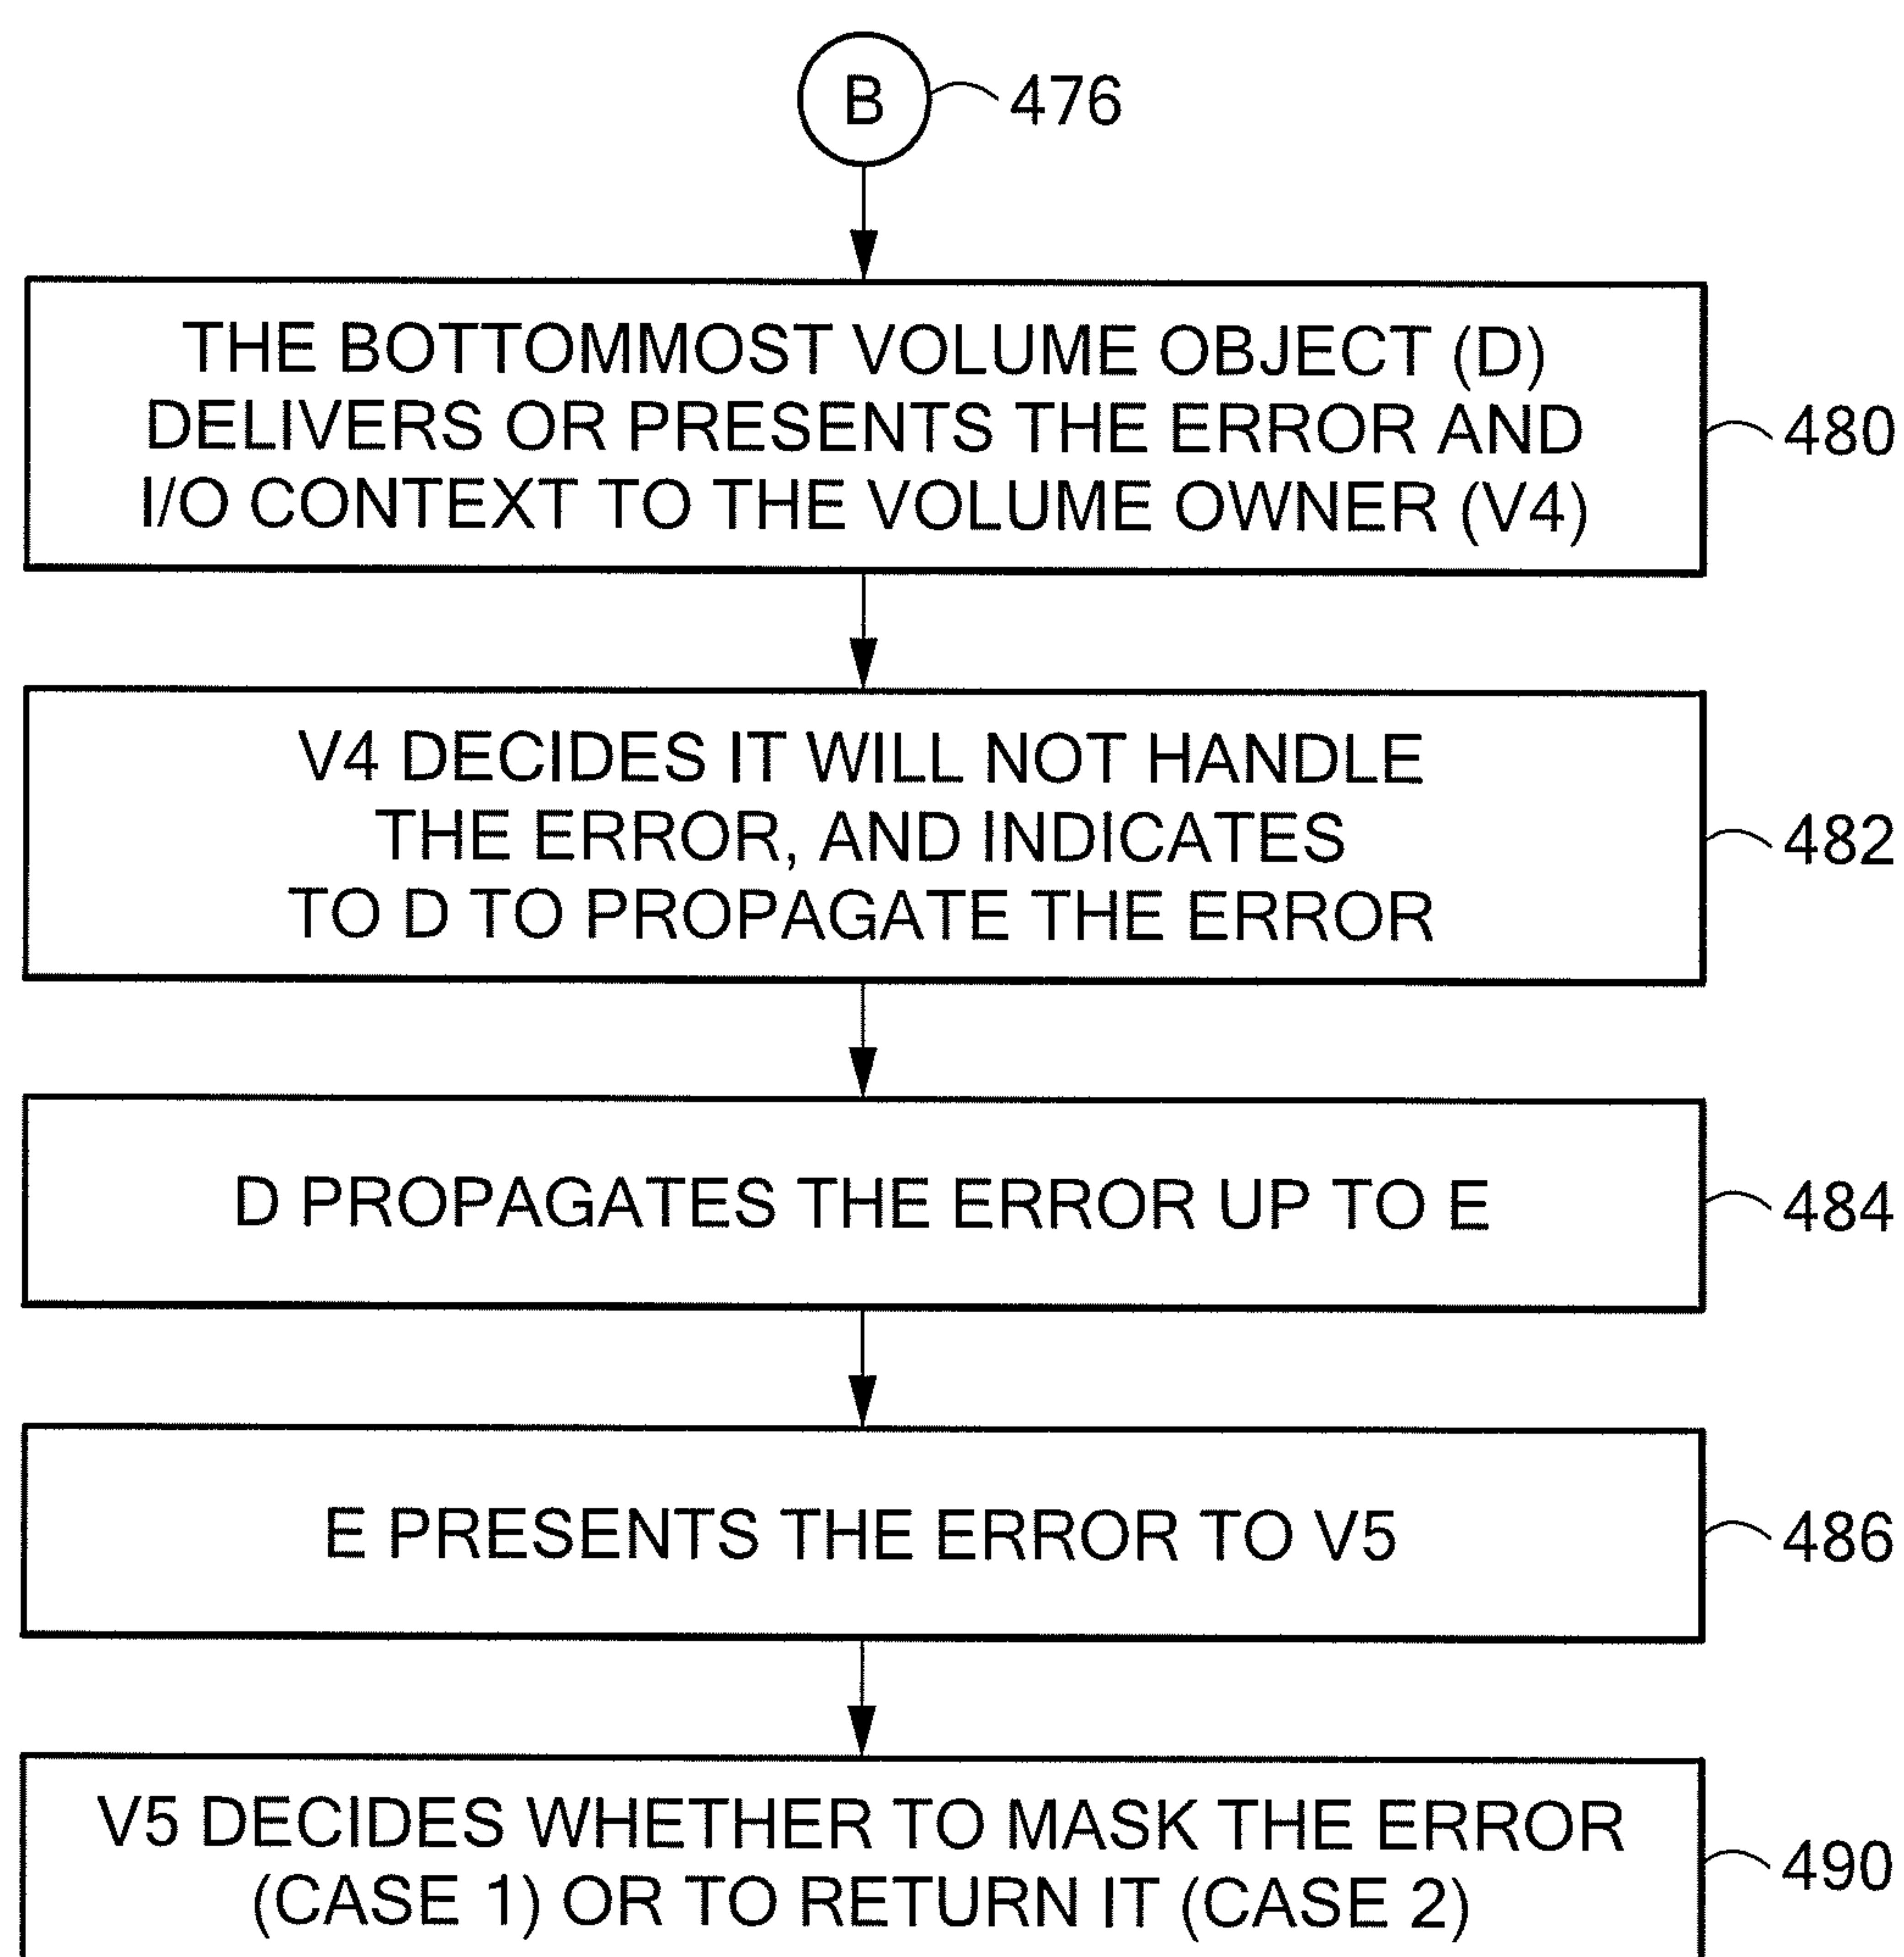 B
476
THE BOTTOMMOST VOLUME OBJECT (D)
DELIVERS OR PRESENTS THE ERROR AND
I/O CONTEXT TO THE VOLUME OWNER (V4)
480
V4 DECIDES IT WILL NOT HANDLE
THE ERROR, AND INDICATES
TO D TO PROPAGATE THE ERROR
482
D PROPAGATES THE ERROR UP TO E
484
E PRESENTS THE ERROR TO V5
486
V5 DECIDES WHETHER TO MASK THE ERROR
(CASE 1) OR TO RETURN IT (CASE 2)
490